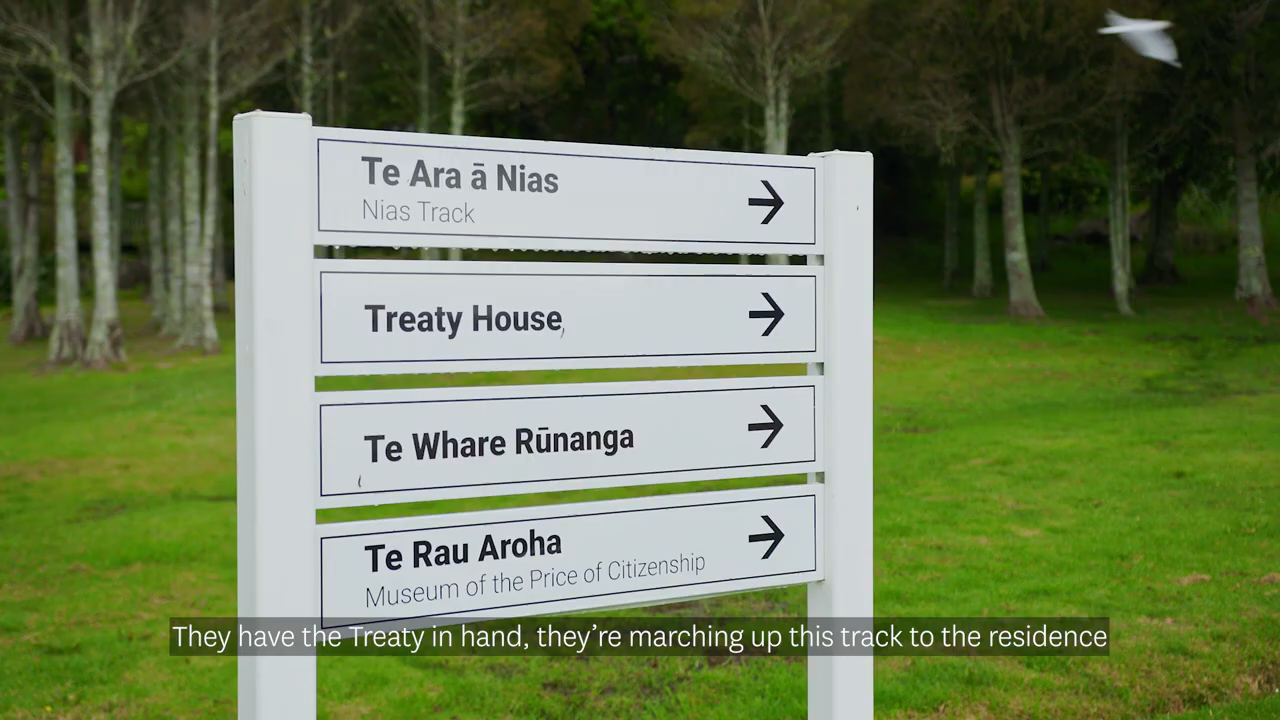 Te Ara ā Nias
Nias Track
Treaty House
Te Whare Rūnanga
Te Rau Aroha
Museum of the Price of Citizenship
They have the Treaty in hand, they’re marching up this track to the residence